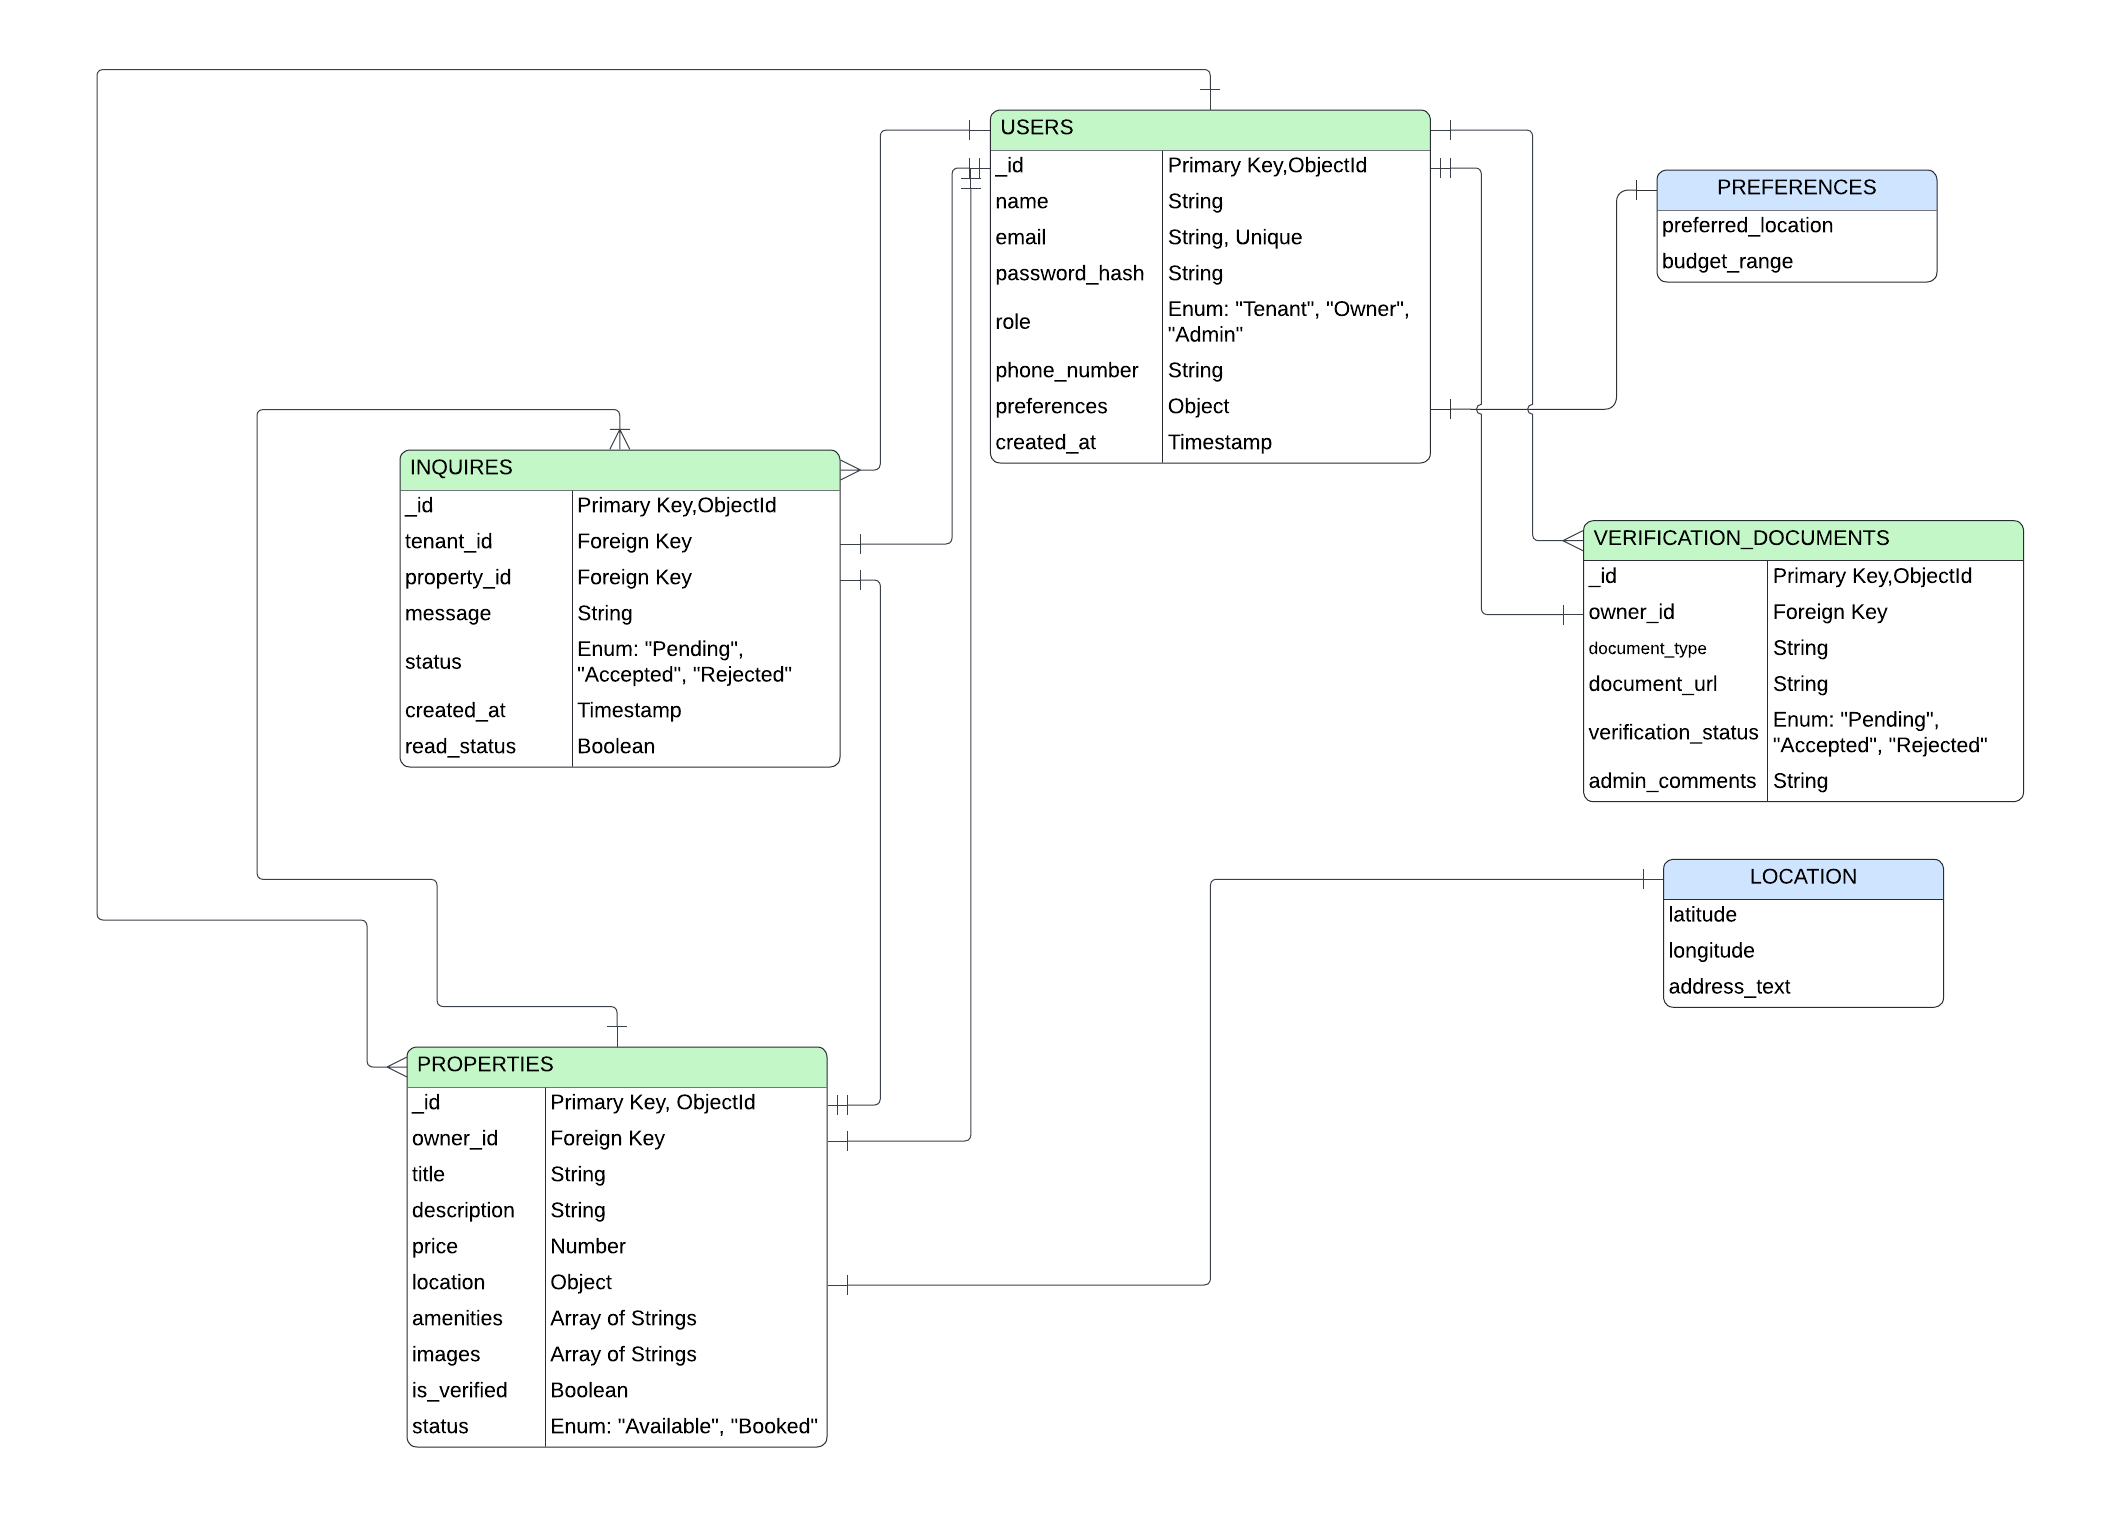 USERS
_id Primary Key,ObjectId
name String
email String, Unique
password_hash String
role Enum: "Tenant", "Owner",
"Admin"
phone_number String
preferences Object
created_at Timestamp
PREFERENCES
preferred_location
budget_range
INQUIRES
_id Primary Key,ObjectId
tenant_id Foreign Key
property_id Foreign Key
message String
status Enum: "Pending",
"Accepted", "Rejected"
created_at Timestamp
read_status Boolean
VERIFICATION_DOCUMENTS
_id Primary Key,ObjectId
owner_id Foreign Key
document_type String
document_url String
verification_status Enum: "Pending",
"Accepted", "Rejected"
admin_comments String
LOCATION
latitude
longitude
address_text
PROPERTIES
_id Primary Key, ObjectId
owner_id Foreign Key
title String
description String
price Number
location Object
amenities Array of Strings
images Array of Strings
is_verified Boolean
status Enum: "Available", "Booked"